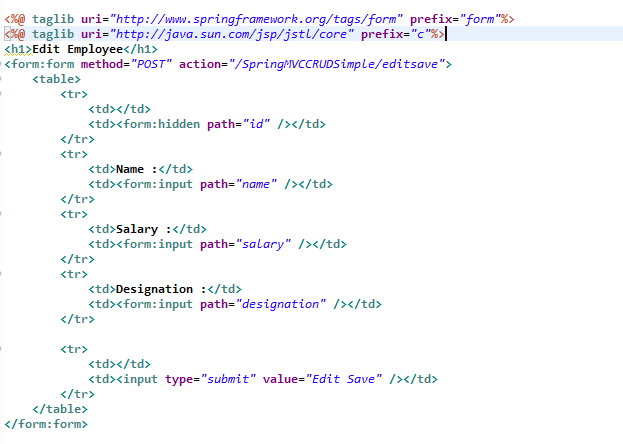 <%@ taglib uri="http://www.springframework.org/tags/form" prefix="form"%>
<%@ taglib uri="http://java.sun.com/jsp/jstl/core" prefix="c"%>
<h1>Edit Employee</h1>
<form:form method="POST" action="/SpringMVCCRUDSimple/editsave">
    <table>
        <tr>
            <td></td>
            <td><form:hidden path="id" /></td>
        </tr>
        <tr>
            <td>Name :</td>
            <td><form:input path="name" /></td>
        </tr>
        <tr>
            <td>Salary :</td>
            <td><form:input path="salary" /></td>
        </tr>
        <tr>
            <td>Designation :</td>
            <td><form:input path="designation" /></td>
        </tr>

        <tr>
            <td></td>
            <td><input type="submit" value="Edit Save" /></td>
        </tr>
    </table>
</form:form>